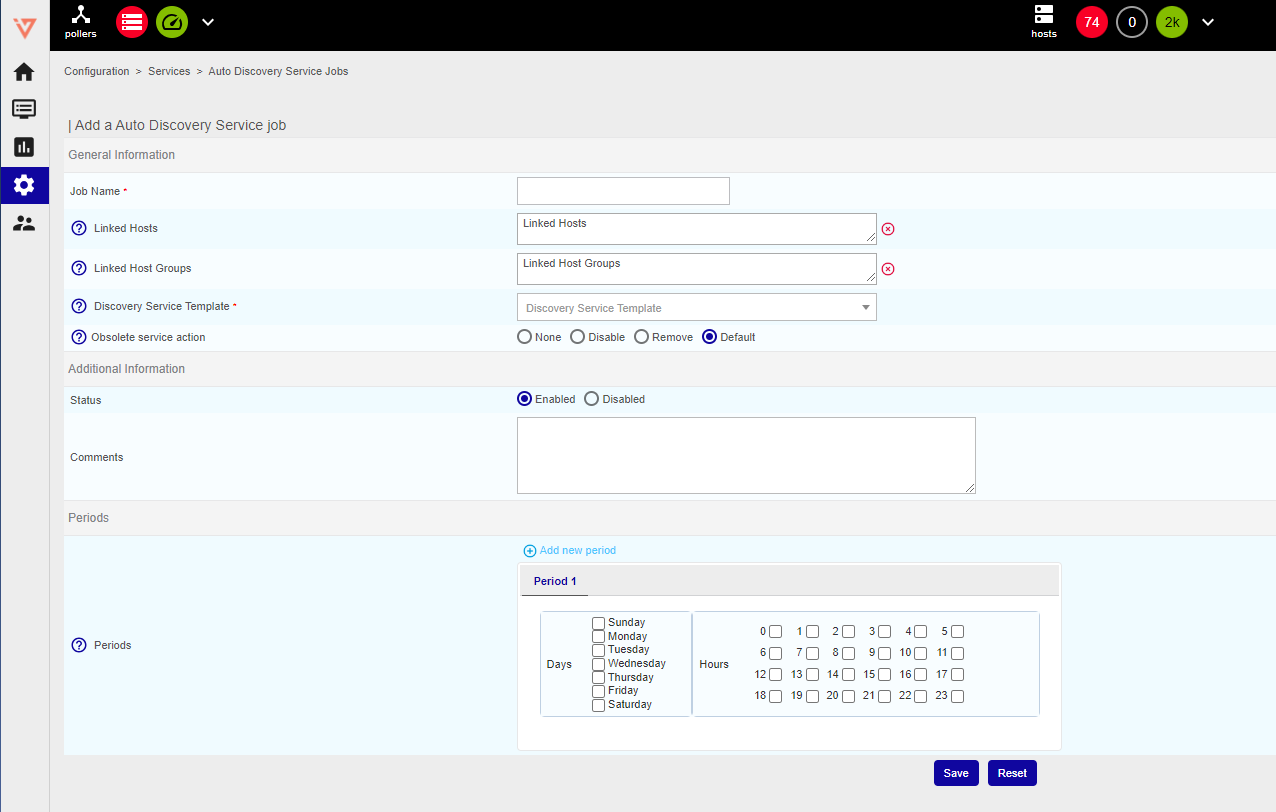 pollers
hosts
74
0
2k
Configuration > Services > Auto Discovery Service Jobs
| Add a Auto Discovery Service job
General Information
Job Name *
Linked Hosts
Linked Hosts
Linked Host Groups
Linked Host Groups
Discovery Service Template *
Discovery Service Template
Obsolete service action
None Disable Remove Default
Additional Information
Status
Enabled Disabled
Comments
Periods
Add new period
Period 1
Periods
Days
Sunday
Monday
Tuesday
Wednesday
Thursday
Friday
Saturday
Hours
0 1 2 3 4 5
6 7 8 9 10 11
12 13 14 15 16 17
18 19 20 21 22 23
Save Reset